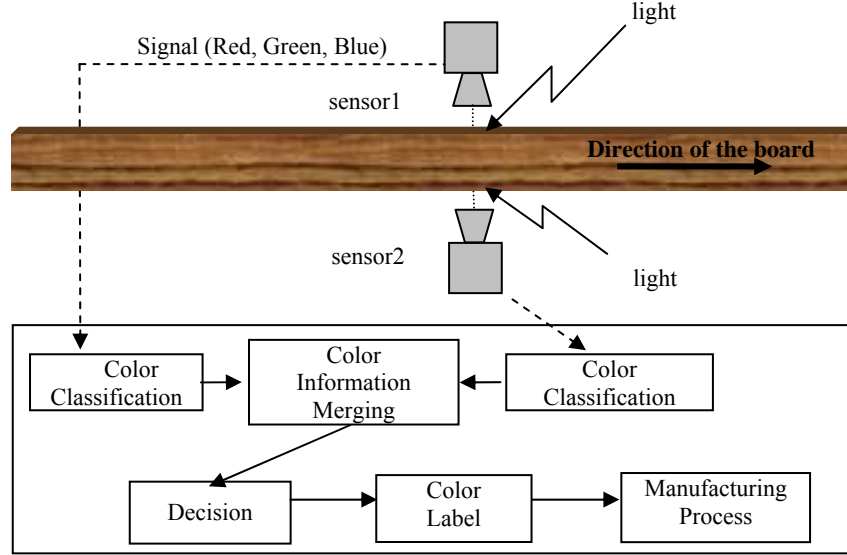 light
Signal (Red, Green, Blue)
sensor1
Direction of the board
sensor2
light
Color
Classification
Color
Information
Merging
Color
Classification
Decision
Color
Label
Manufacturing
Process